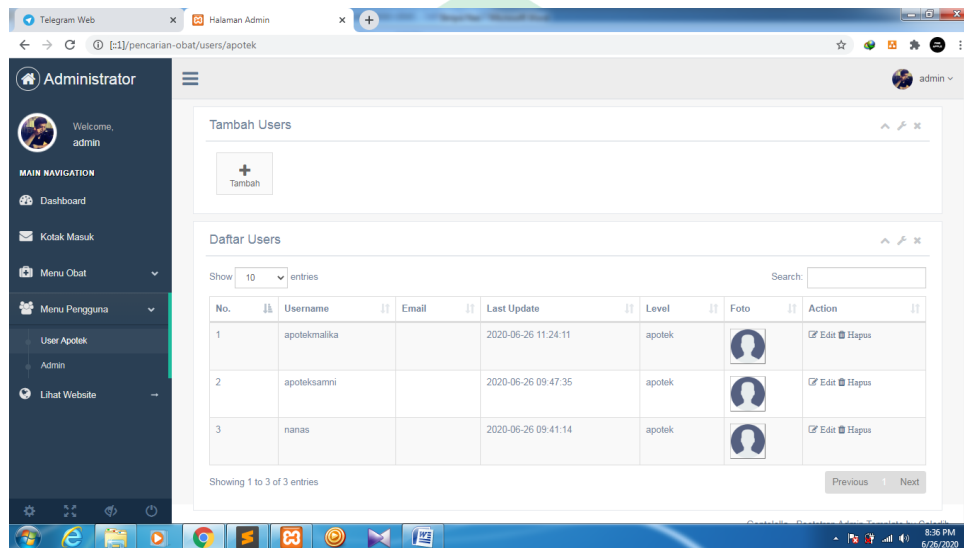 Telegram Web
Halaman Admin
[::1]/pencarian-obat/users/apotek
Administrator
admin
Welcome,
admin
MAIN NAVIGATION
Dashboard
Kotak Masuk
Menu Obat
Menu Pengguna
User Apotek
Admin
Lihat Website
Tambah Users
Tambah
Daftar Users
Show 10 entries
Search:
No. Username Email Last Update Level Foto Action
1 apotekmalika 2020-06-26 11:24:11 apotek Edit Hapus
2 apoteksamni 2020-06-26 09:47:35 apotek Edit Hapus
3 nanas 2020-06-26 09:41:14 apotek Edit Hapus
Showing 1 to 3 of 3 entries
Previous 1 Next
8:36 PM
6/26/2020